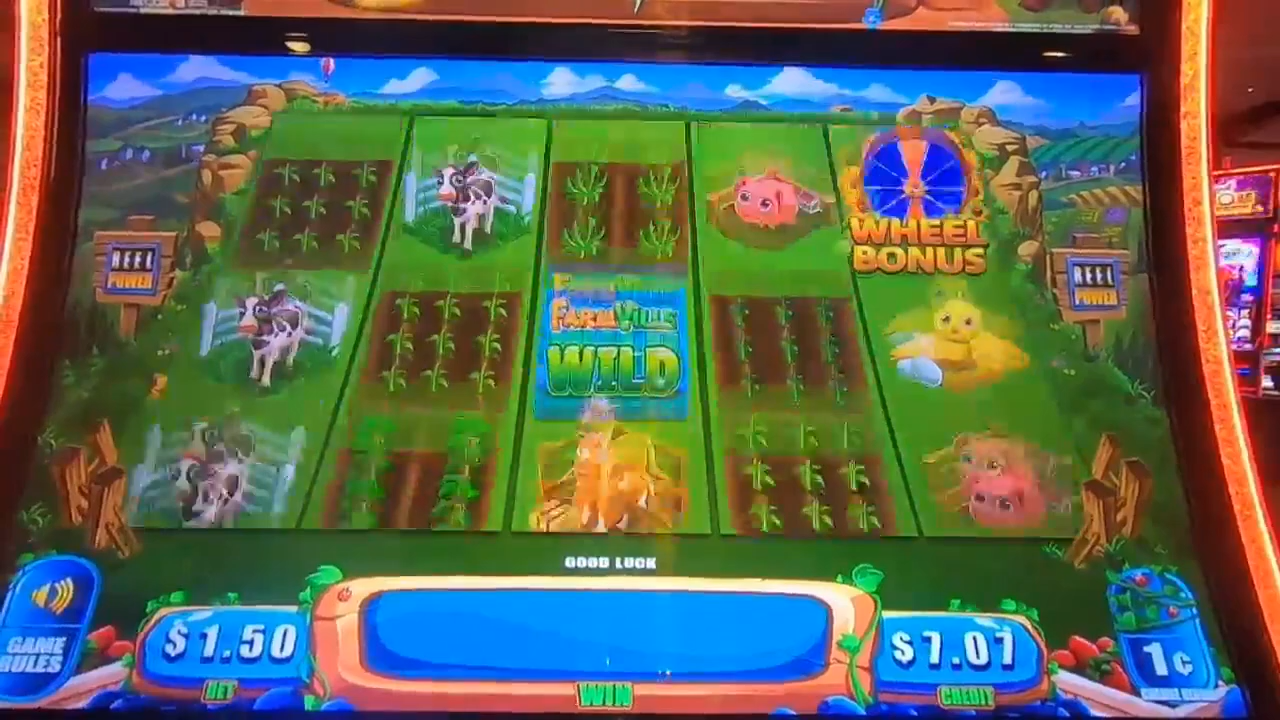 WHEEL
BONUS
REEL
POWER
REEL
POWER
FARMVILLE
WILD
GOOD LUCK
GAME
RULES
$1.50
BET
WIN
$7.07
CREDIT
1¢